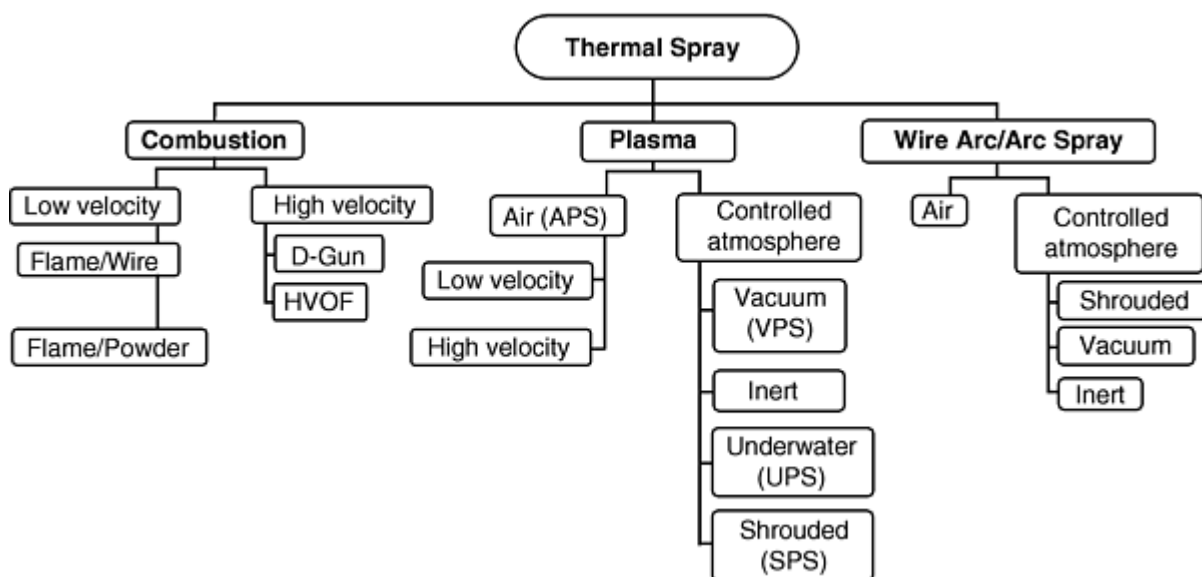 Thermal Spray
Combustion
Plasma
Wire Arc/Arc Spray
Low velocity
High velocity
Flame/Wire
D-Gun
HVOF
Flame/Powder
Air (APS)
Low velocity
High velocity
Controlled
atmosphere
Vacuum
(VPS)
Inert
Underwater
(UPS)
Shrouded
(SPS)
Air
Controlled
atmosphere
Shrouded
Vacuum
Inert